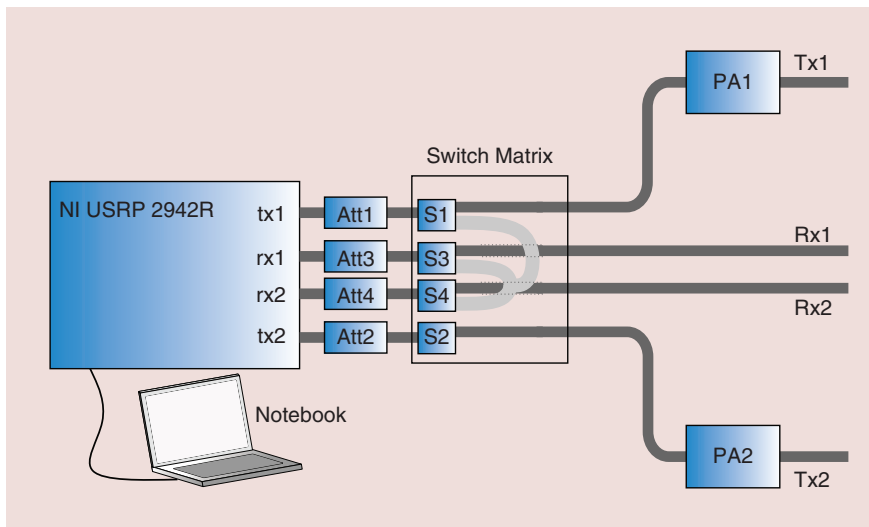 Tx1
PA1
Switch Matrix
NI USRP 2942R
tx1
Att1
S1
rx1
Att3
S3
Rx1
rx2
Att4
S4
Rx2
tx2
Att2
S2
Notebook
PA2
Tx2